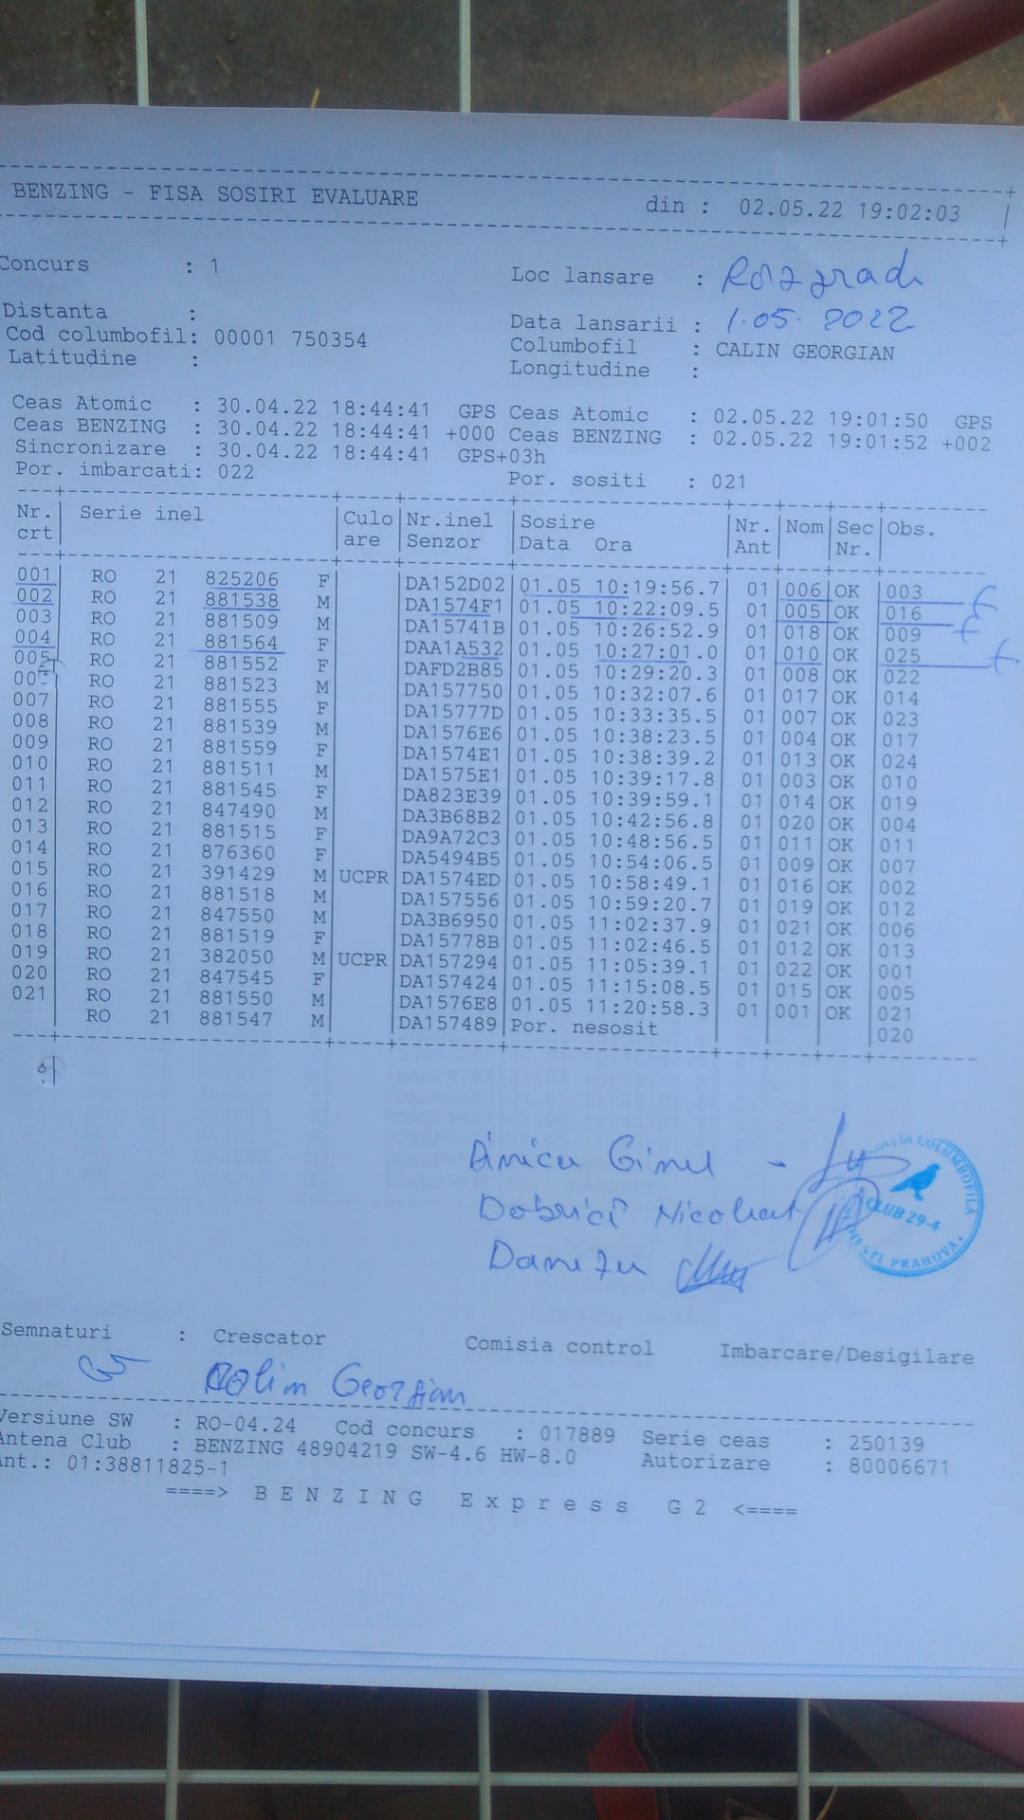 BENZING - FISA SOSIRI EVALUARE din : 02.05.22 19:02:03
Concurs : 1 Loc lansare : Razgrad
Distanta : Data lansarii : 1.05.2022
Cod columbofil: 00001 750354 Columbofil : CALIN GEORGIAN
Latitudine : Longitudine :
Ceas Atomic : 30.04.22 18:44:41 GPS Ceas Atomic : 02.05.22 19:01:50 GPS
Ceas BENZING : 30.04.22 18:44:41 +000 Ceas BENZING : 02.05.22 19:01:52 +002
Sincronizare : 30.04.22 18:44:41 GPS+03h
Por. imbarcati: 022 Por. sositi : 021
Nr. Serie inel Culo Nr.inel Sosire Nr. Nom Sec Obs.
crt are Senzor Data Ora Ant Nr.
001 RO 21 825206 F DA152D02 01.05 10:19:56.7 01 006 OK 003
002 RO 21 881538 M DA1574F1 01.05 10:22:09.5 01 005 OK 016
003 RO 21 881509 M DA15741B 01.05 10:26:52.9 01 018 OK 009
004 RO 21 881564 F DAA1A532 01.05 10:27:01.0 01 010 OK 025
005 RO 21 881552 F DAFD2B85 01.05 10:29:20.3 01 008 OK 022
RO 21 881523 M DA157750 01.05 10:32:07.6 01 017 OK 014
007 RO 21 881555 F DA15777D 01.05 10:33:35.5 01 007 OK 023
008 RO 21 881539 M DA1576E6 01.05 10:38:23.5 01 004 OK 017
009 RO 21 881559 F DA1574E1 01.05 10:38:39.2 01 013 OK 024
010 RO 21 881511 M DA1575E1 01.05 10:39:17.8 01 003 OK 010
011 RO 21 881545 F DA823E39 01.05 10:39:59.1 01 014 OK 019
012 RO 21 847490 M DA3B68B2 01.05 10:42:56.8 01 020 OK 004
013 RO 21 881515 F DA9A72C3 01.05 10:48:56.5 01 011 OK 011
014 RO 21 876360 F DA5494B5 01.05 10:54:06.5 01 009 OK 007
015 RO 21 391429 M UCPR DA1574ED 01.05 10:58:49.1 01 016 OK 002
016 RO 21 881518 M DA157556 01.05 10:59:20.7 01 019 OK 012
017 RO 21 847550 M DA3B6950 01.05 11:02:37.9 01 021 OK 006
018 RO 21 881519 F DA15778B 01.05 11:02:46.5 01 012 OK 013
019 RO 21 382050 M UCPR DA157294 01.05 11:05:39.1 01 022 OK 001
020 RO 21 847545 F DA157424 01.05 11:15:08.5 01 015 OK 005
021 RO 21 881550 M DA1576E8 01.05 11:20:58.3 01 001 OK 021
RO 21 881547 M DA157489 Por. nesosit 020
Ginel
CLUB 29-4
PRAHOVA
Semnaturi : Crescator Comisia control Imbarcare/Desigilare
Calin Georgian
Versiune SW : RO-04.24 Cod concurs : 017889 Serie ceas : 250139
Antena Club : BENZING 48904219 SW-4.6 HW-8.0 Autorizare : 80006671
Ant.: 01:38811825-1
====> BENZING Express G2 <====